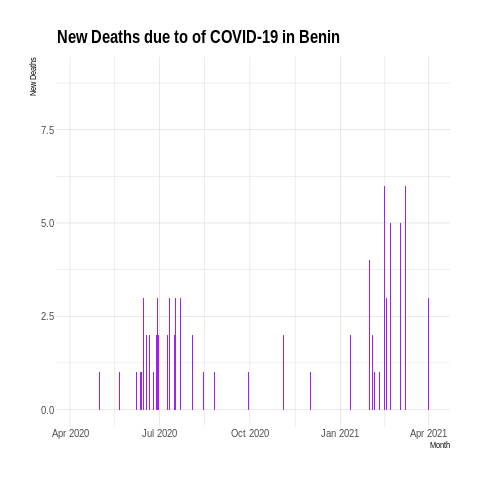 New Deaths due to of COVID-19 in Benin
New Deaths
7.5
5.0
2.5
0.0
Apr 2020 Jul 2020 Oct 2020 Jan 2021 Apr 2021
Month